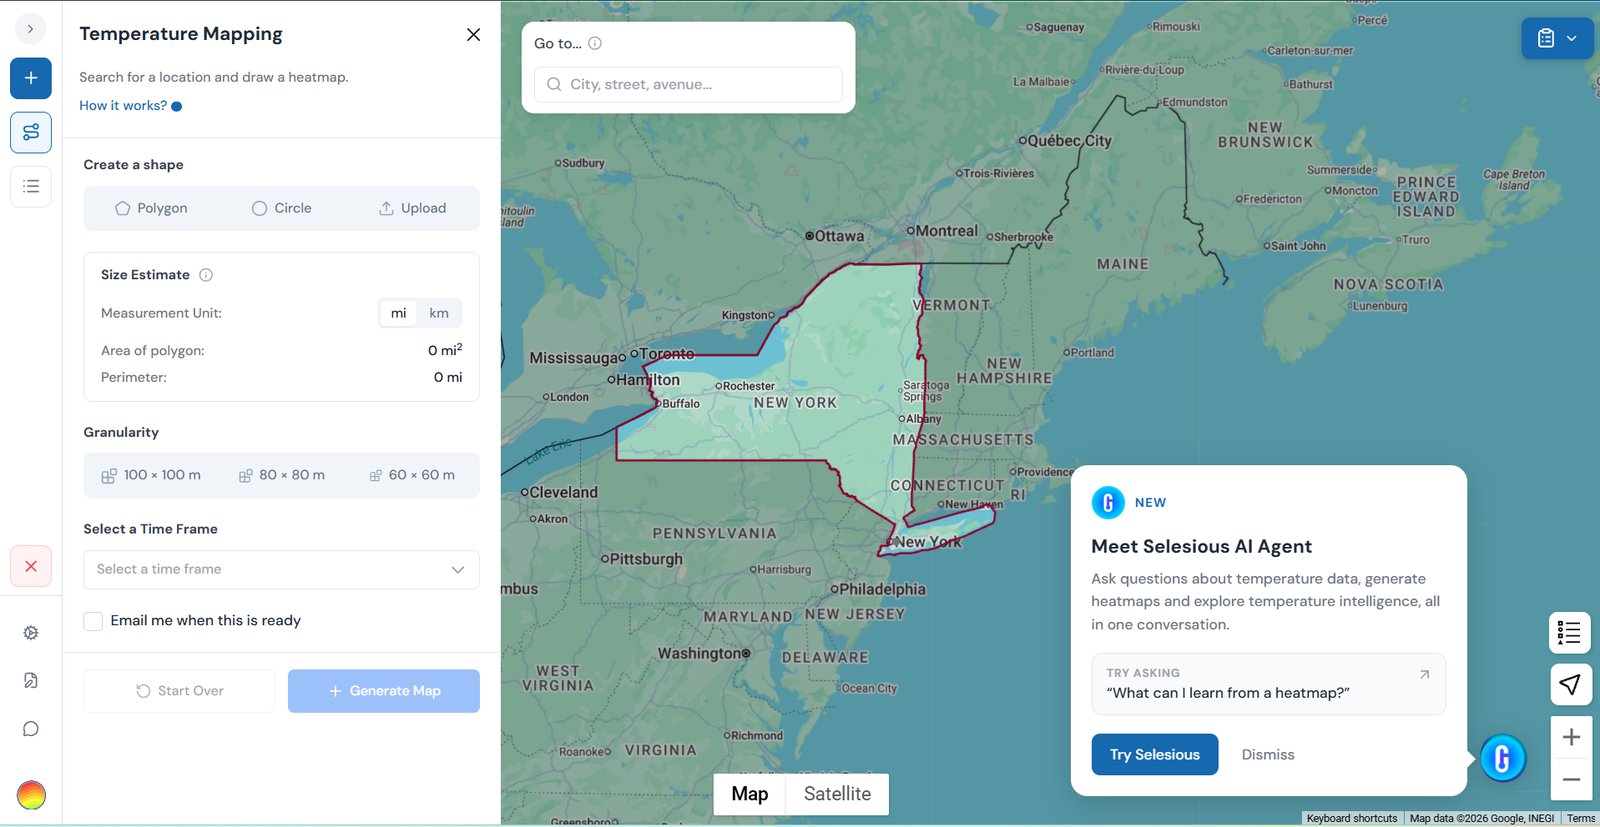 Temperature Mapping
Search for a location and draw a heatmap.
How it works?
Create a shape
Polygon
Circle
Upload
Size Estimate
Measurement Unit:
mi
km
Area of polygon:
0 mi²
Perimeter:
0 mi
Granularity
100 × 100 m
80 × 80 m
60 × 60 m
Select a Time Frame
Select a time frame
Email me when this is ready
Start Over
Generate Map
Go to...
City, street, avenue...
Saguenay
Rimouski
Percé
Carleton-sur-mer
La Malbaie
Rivière-du-Loup
Bathurst
Edmundston
Québec City
NEW
BRUNSWICK
Sudbury
Trois-Rivières
Summerside
Cape Breton
Island
Moncton
PRINCE
EDWARD
ISLAND
Fredericton
nitoulin
land
Ottawa
Montreal
Sherbrooke
Saint John
Truro
MAINE
NOVA SCOTIA
VERMONT
Lunenburg
Kingston
Mississauga
Toronto
Portland
NEW
HAMPSHIRE
Hamilton
Rochester
Saratoga
Springs
London
Buffalo
NEW YORK
Albany
MASSACHUSETTS
Lake Erie
Providence
CONNECTICUT
RI
Cleveland
New Haven
Akron
PENNSYLVANIA
New York
Pittsburgh
Harrisburg
mbus
Philadelphia
MARYLAND
NEW JERSEY
Washington
DELAWARE
WEST
VIRGINIA
Ocean City
Richmond
Roanoke
VIRGINIA
Map
Satellite
NEW
Meet Selesious AI Agent
Ask questions about temperature data, generate
heatmaps and explore temperature intelligence, all
in one conversation.
TRY ASKING
“What can I learn from a heatmap?”
Try Selesious
Dismiss
Keyboard shortcuts
Map data ©2026 Google, INEGI
Terms